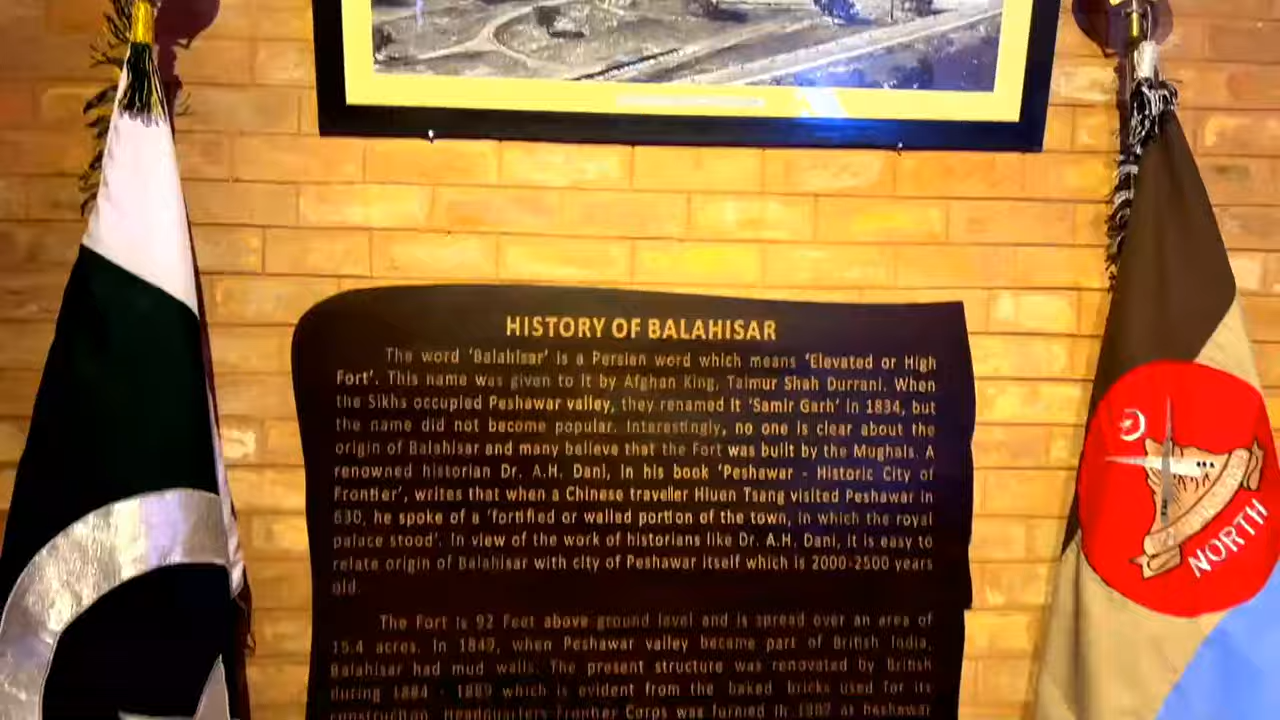 HISTORY OF BALAHISAR
The word 'Balahisar' is a Persian word which means 'Elevated or High
Fort'. This name was given to it by Afghan King, Taimur Shah Durrani. When
the Sikhs occupied Peshawar valley, they renamed it 'Samir Garh' in 1834, but
the name did not become popular. Interestingly, no one is clear about the
origin of Balahisar and many believe that the Fort was built by the Mughals. A
renowned historian Dr. A.H. Dani, in his book 'Peshawar - Historic City of
Frontier', writes that when a Chinese traveller Hiuen Tsang visited Peshawar in
630, he spoke of a 'fortified or walled portion of the town, in which the royal
palace stood'. In view of the work of historians like Dr. A.H. Dani, it is easy to
relate origin of Balahisar with city of Peshawar itself which is 2000-2500 years
old.
The Fort is 92 Feet above ground level and is spread over an area of
15.4 acres. In 1849, when Peshawar valley became part of British India,
Balahisar had mud walls. The present structure was renovated by British
during 1884 - 1889 which is evident from the baked bricks used for its
construction. Headquarters Frontier Corps was
NORTH